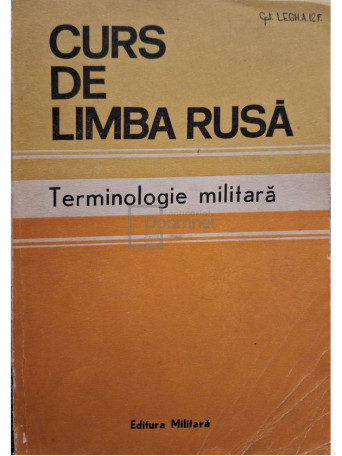 CURS
DE
LIMBA RUSĂ
Terminologie militară
Editura Militară